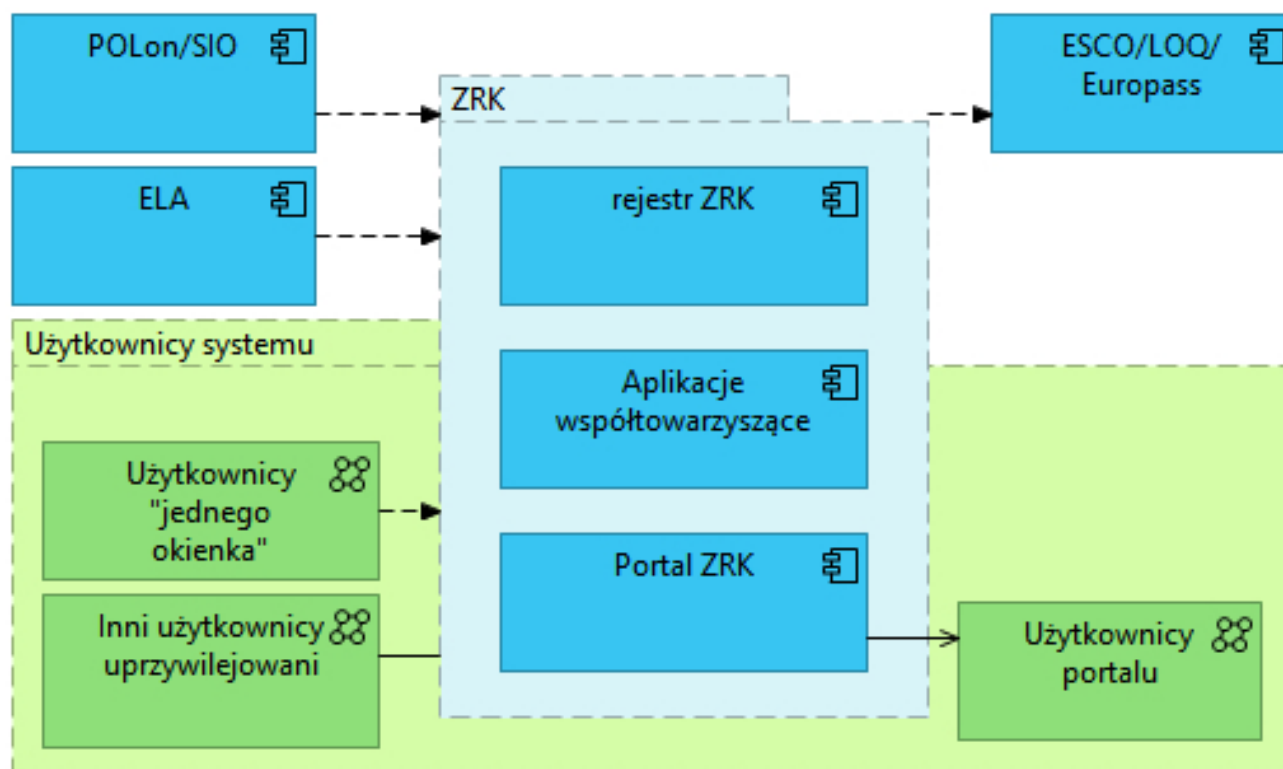 POLon/SIO
ESCO/LOQ/
Europass
ZRK
ELA
rejestr ZRK
Użytkownicy systemu
Aplikacje
współtowarzyszące
Użytkownicy
"jednego
okienka"
Portal ZRK
Inni użytkownicy
uprzywilejowani
Użytkownicy
portalu